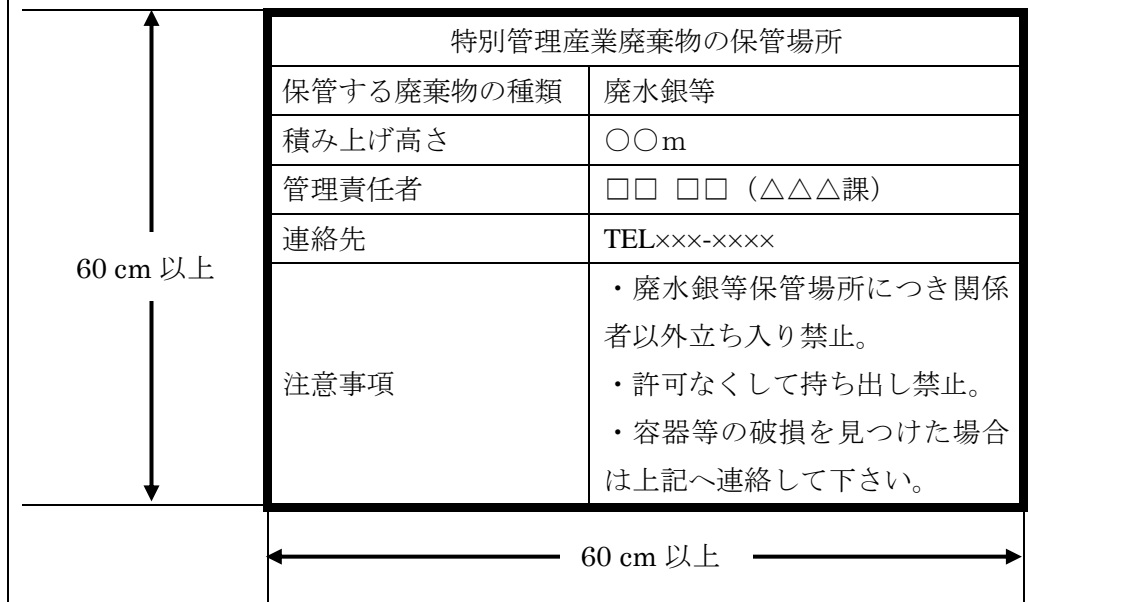 特別管理産業廃棄物の保管場所
保管する廃棄物の種類 廃水銀等
積み上げ高さ 〇〇m
管理責任者 □□ □□（△△△課）
連絡先 TEL×××-××××
60 cm 以上
注意事項
・廃水銀等保管場所につき関係
者以外立ち入り禁止。
・許可なくして持ち出し禁止。
・容器等の破損を見つけた場合
は上記へ連絡して下さい。
60 cm 以上